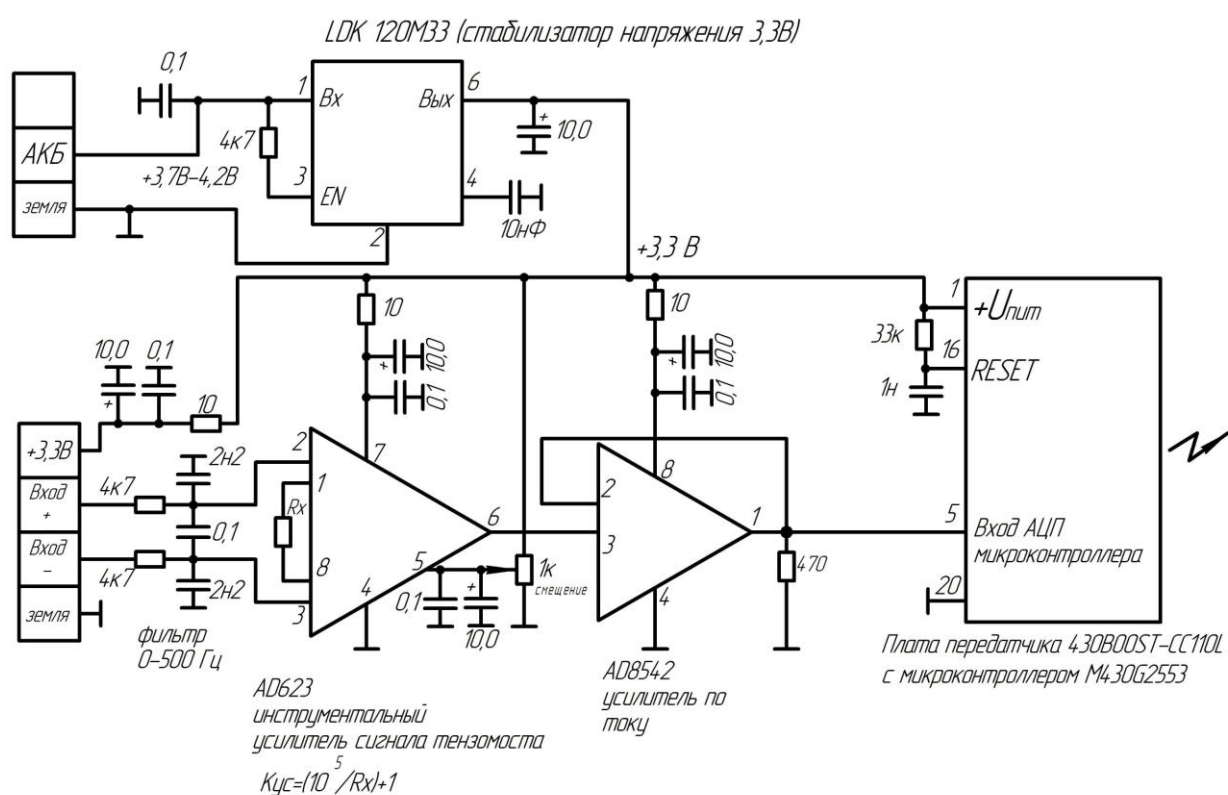 LDK 120M33 (стабилизатор напряжения 3,3В)
0,1
1
Вх
Вых
6
+
10,0
АКБ
4к7
+3,7В-4,2В
3
EN
4
10нФ
земля
2
+3,3 В
10
10
1
+Uпит
33к
16
RESET
1н
10,0
0,1
+
10
+
10,0
0,1
+
10,0
0,1
+3,3В
2н2
2
7
8
Вход
+
4к7
1
Rx
2
0,1
6
3
1
5
Вход АЦП
микроконтроллера
Вход
-
4к7
8
5
1к
смещение
470
2н2
3
4
0,1
+
10,0
4
20
земля
фильтр
0-500 Гц
Плата передатчика 430BOOST-CC110L
с микроконтроллером M430G2553
AD623
инструментальный
усилитель сигнала тензомоста
Кус=(10^5/Rx)+1
AD8542
усилитель по
току